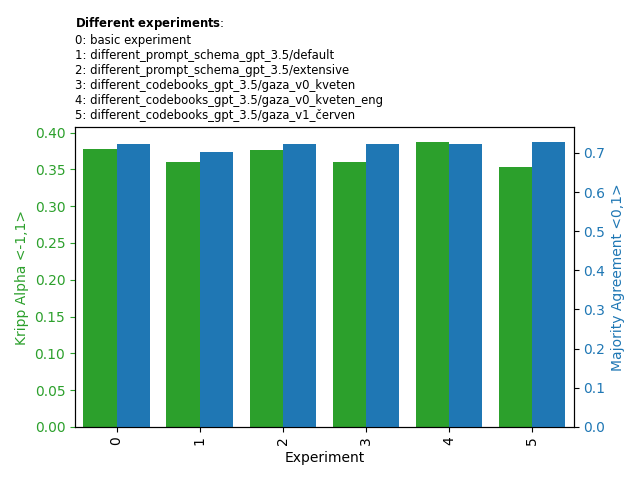 Different experiments:
0: basic experiment
1: different_prompt_schema_gpt_3.5/default
2: different_prompt_schema_gpt_3.5/extensive
3: different_codebooks_gpt_3.5/gaza_v0_kveten
4: different_codebooks_gpt_3.5/gaza_v0_kveten_eng
5: different_codebooks_gpt_3.5/gaza_v1_červen
Kripp Alpha <-1,1>
0.40
0.35
0.30
0.25
0.20
0.15
0.10
0.05
0.00
0.7
0.6
0.5
0.4
0.3
0.2
0.1
0.0
Majority Agreement <0,1>
0 1 2 3 4 5
Experiment